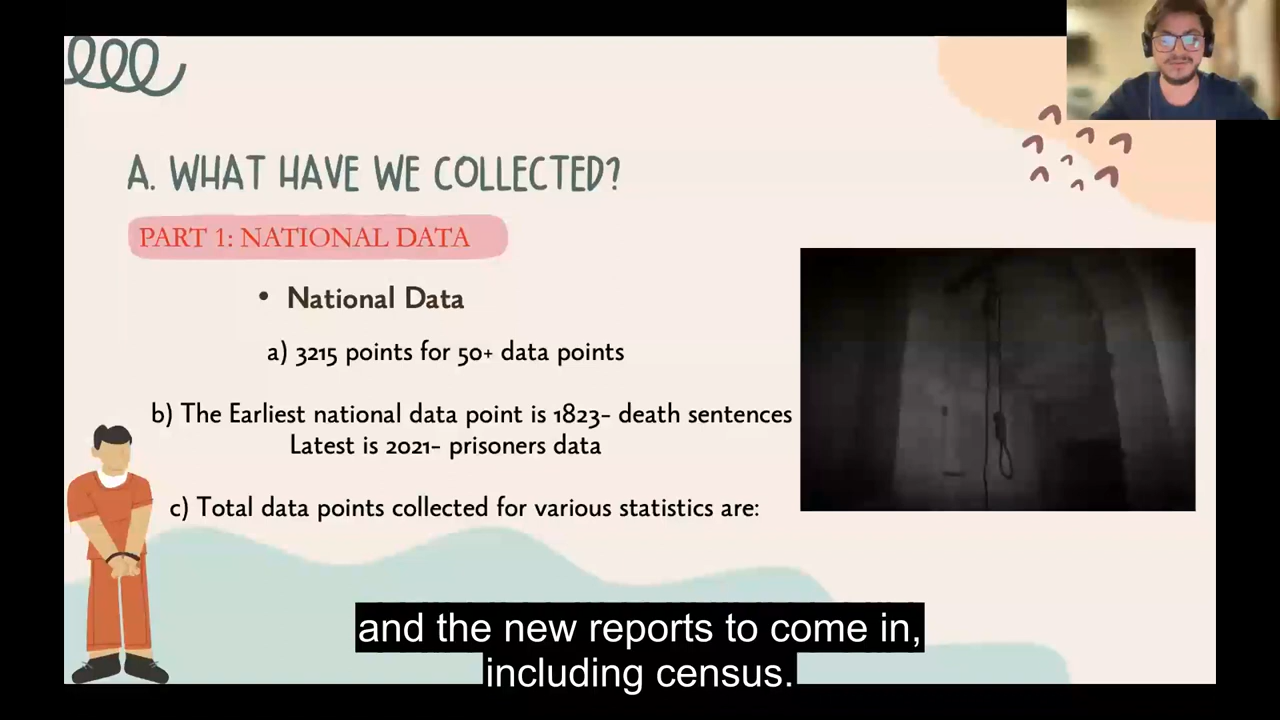 A. WHAT HAVE WE COLLECTED?
PART 1: NATIONAL DATA
• National Data
a) 3215 points for 50+ data points
b) The Earliest national data point is 1823- death sentences
Latest is 2021- prisoners data
c) Total data points collected for various statistics are:
and the new reports to come in,
including census.